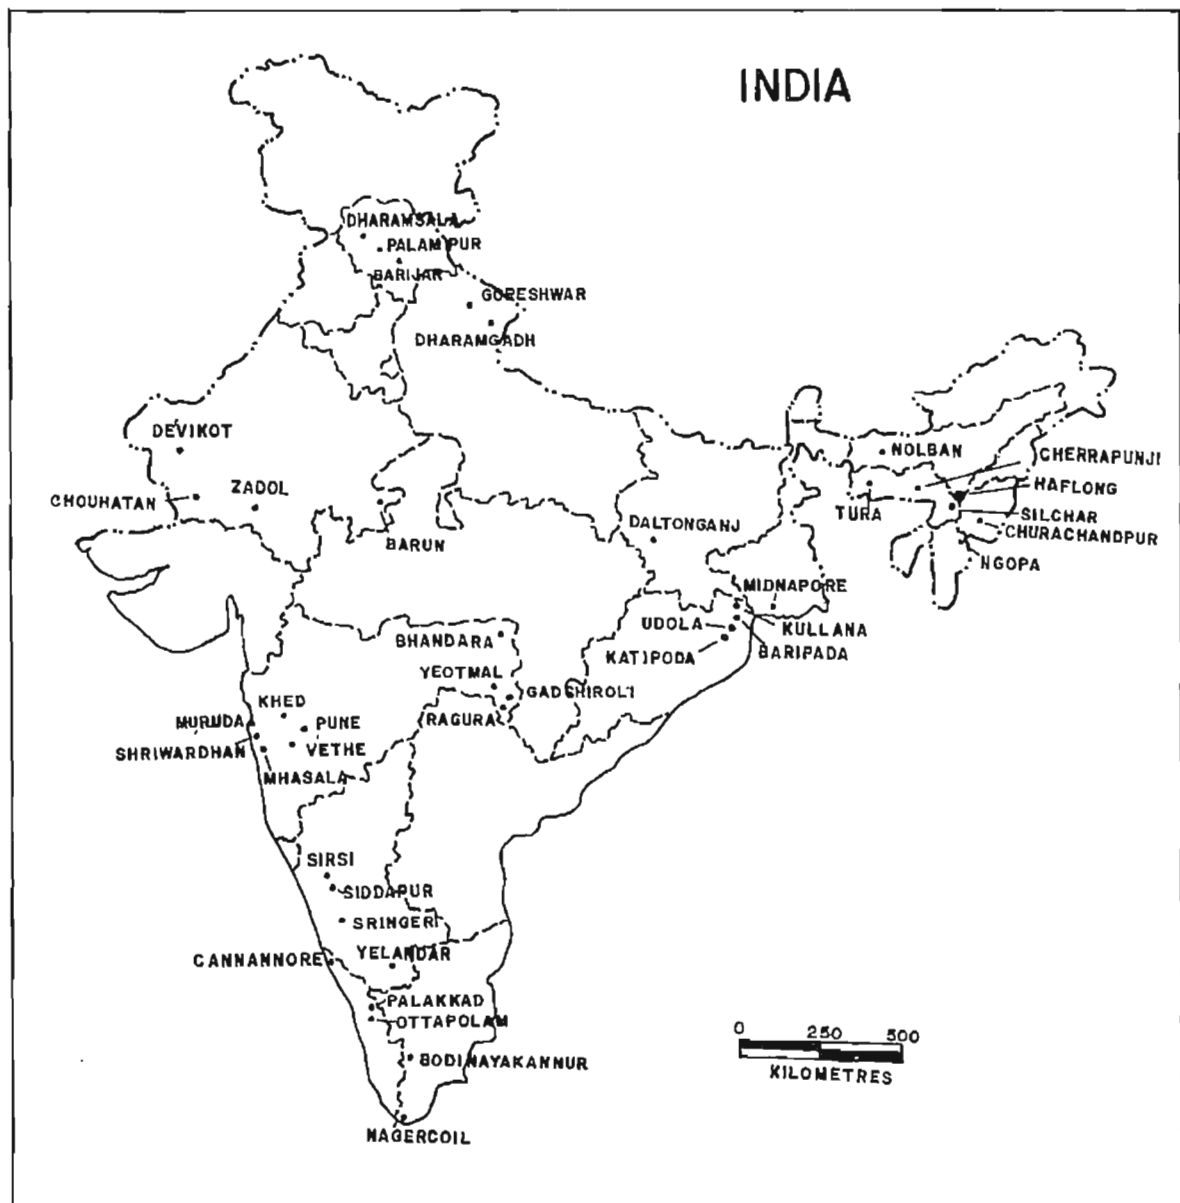 INDIA
DHARAMSALA
PALAMPUR
BARIJAR
GORESHWAR
DHARAMGADH
DEVIKOT
NOLBAN
CHERRAPUNJI
CHOUHATAN
ZADOL
HAFLONG
TURA
SILCHAR
DALTONGANJ
BARUN
CHURACHANDPUR
NGOPA
MIDNAPORE
UDOLA
KULLANA
BHANDARA
KATIPODA
BARIPADA
YEOTMAL
GADCHIROLI
KHED
MURUDA
PUNE
RAGURA
SHRIWARDHAN
VETHE
MHASALA
SIRSI
SIDDAPUR
SRINGERI
CANNANNORE
YELANDAR
PALAKKAD
OTTAPOLAM
0 250 500
BODINAYAKANNUR
KILOMETRES
NAGERCOIL